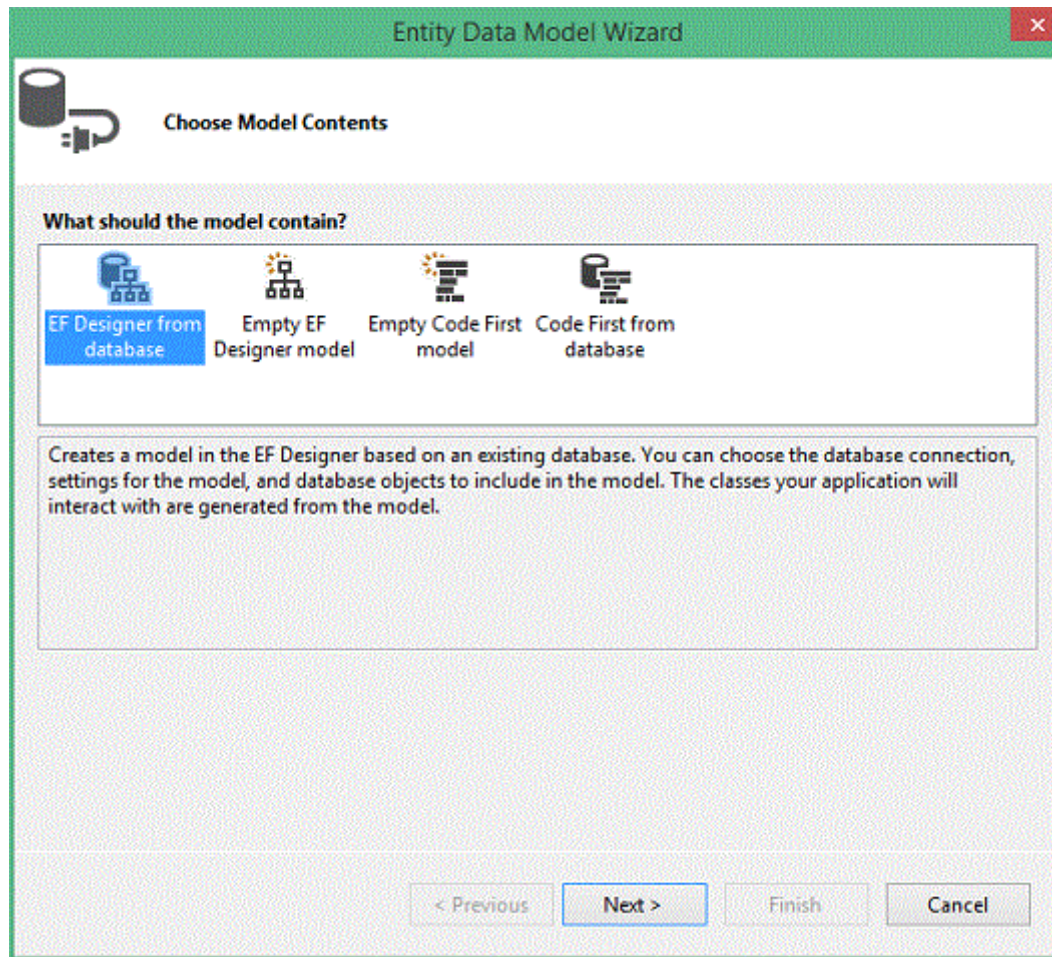 Entity Data Model Wizard
Choose Model Contents
What should the model contain?
EF Designer from
database
Empty EF
Designer model
Empty Code First
model
Code First from
database
Creates a model in the EF Designer based on an existing database. You can choose the database connection,
settings for the model, and database objects to include in the model. The classes your application will
interact with are generated from the model.
< Previous
Next >
Finish
Cancel